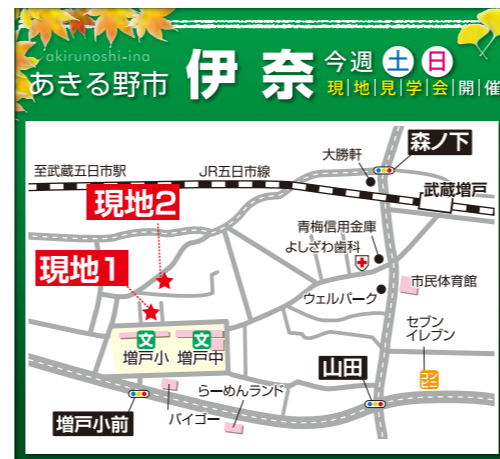 akirunoshi-ina
あきる野市 伊奈 今週 土 日
現|地|見|学|会|開|催
森ノ下
大勝軒
至武蔵五日市駅 JR五日市線
武蔵増戸
現地2
青梅信用金庫
よしざわ歯科
現地1
市民体育館
ウェルパーク
セブン
イレブン
文 文
増戸小 増戸中
山田
コン
ビニ
らーめんランド
増戸小前
バイゴー